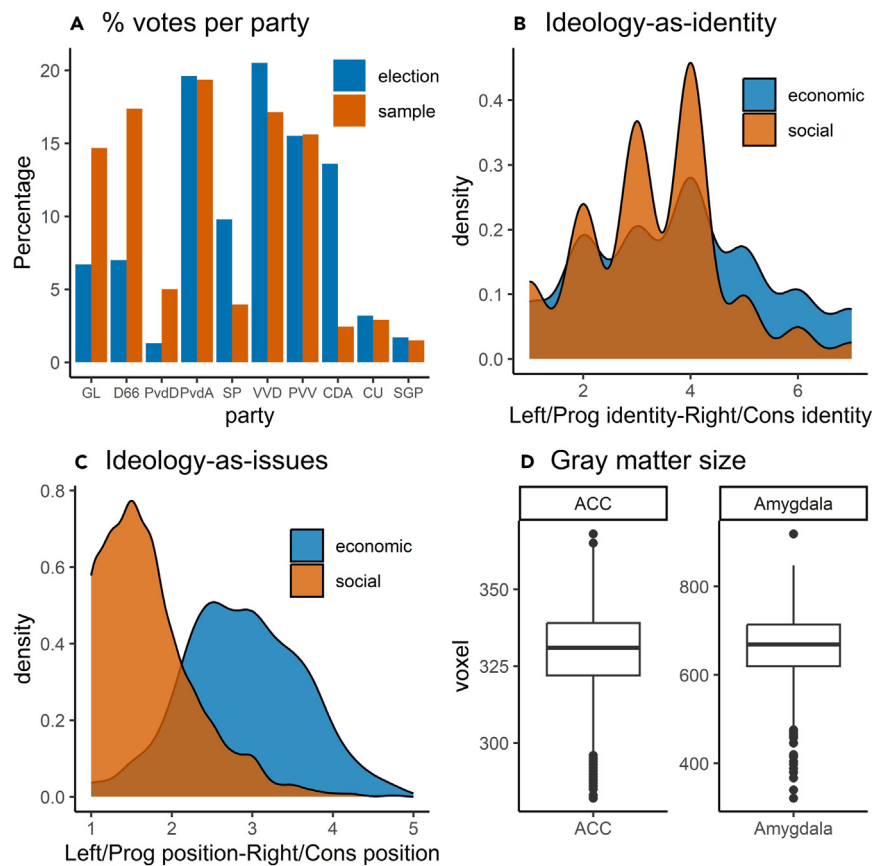 A % votes per party
20
15
10
5
0
Percentage
election
sample
GL D66 PvdD PvdA SP VVD PVV CDA CU SGP
party
B Ideology-as-identity
0.4
0.3
0.2
0.1
0.0
density
economic
social
2 4 6
Left/Prog identity-Right/Cons identity
C Ideology-as-issues
0.8
0.6
0.4
0.2
0.0
density
economic
social
1 2 3 4 5
Left/Prog position-Right/Cons position
D Gray matter size
ACC
350
325
300
voxel
ACC
Amygdala
800
600
400
Amygdala